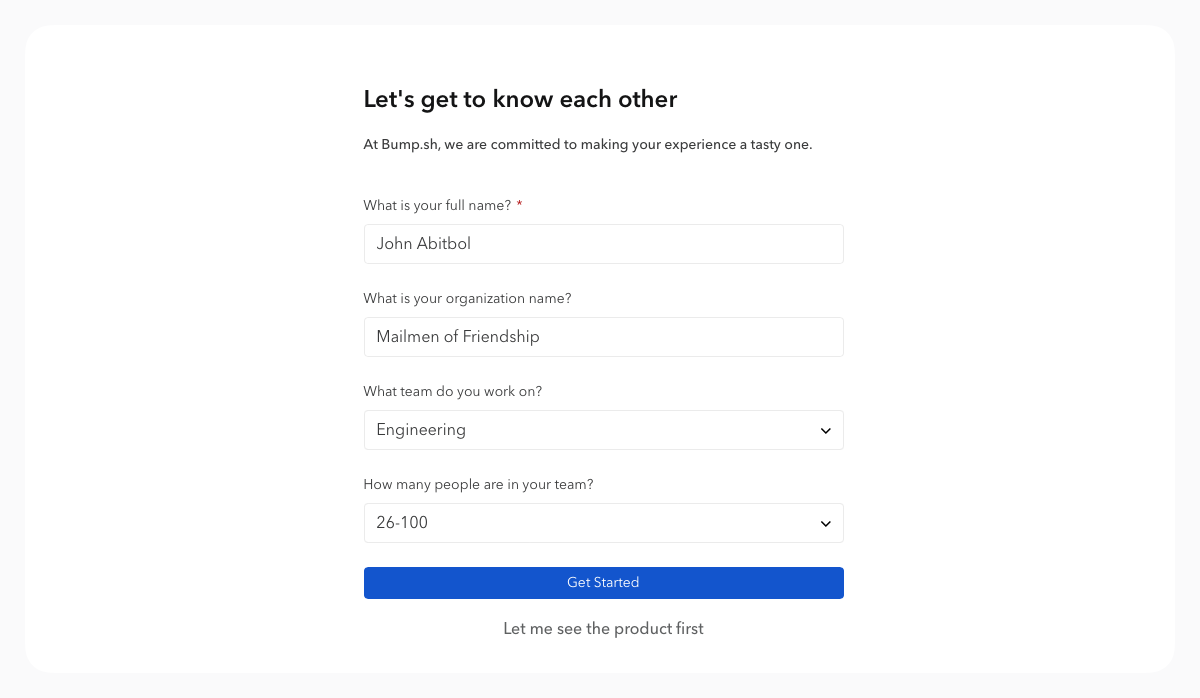 Let's get to know each other
At Bump.sh, we are committed to making your experience a tasty one.
What is your full name? *
John Abitbol
What is your organization name?
Mailmen of Friendship
What team do you work on?
Engineering
How many people are in your team?
26-100
Get Started
Let me see the product first